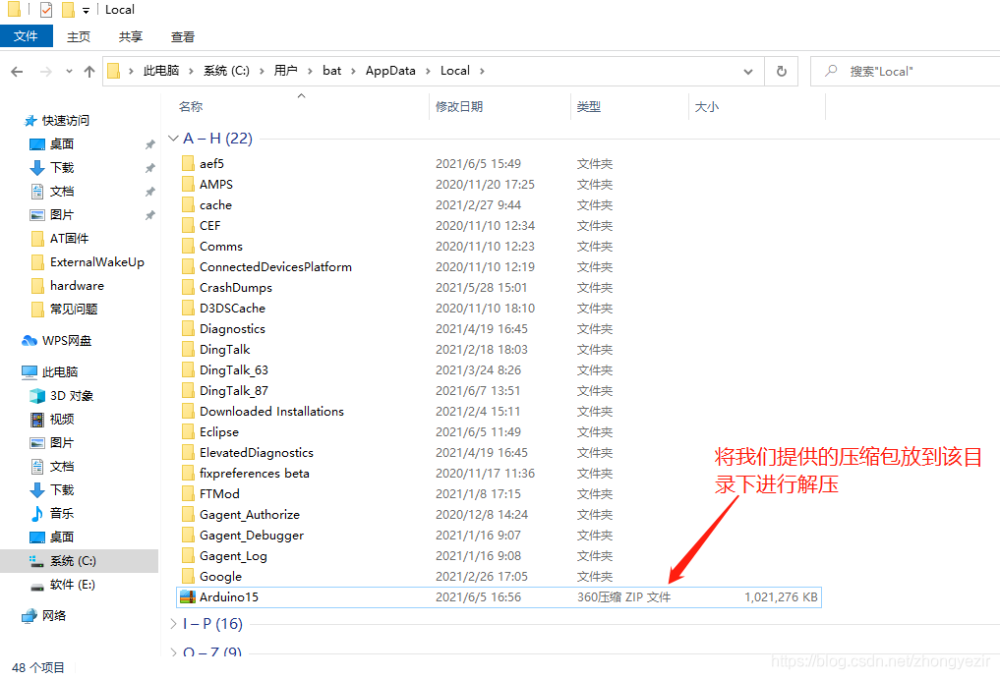 Local
文件 主页 共享 查看
此电脑 系统 (C:) 用户 bat AppData Local 搜索"Local"
名称 修改日期 类型 大小
快速访问
桌面
下载
文档
图片
AT固件
ExternalWakeUp
hardware
常见问题
WPS网盘
此电脑
3D 对象
视频
图片
文档
下载
音乐
桌面
系统 (C:)
软件 (E:)
网络
A – H (22)
aef5 2021/6/5 15:49 文件夹
AMPS 2020/11/20 17:25 文件夹
cache 2021/2/27 9:44 文件夹
CEF 2020/11/10 12:34 文件夹
Comms 2020/11/10 12:23 文件夹
ConnectedDevicesPlatform 2020/11/10 12:19 文件夹
CrashDumps 2021/5/28 15:01 文件夹
D3DSCache 2020/11/10 18:10 文件夹
Diagnostics 2021/4/19 16:45 文件夹
DingTalk 2021/2/18 18:03 文件夹
DingTalk_63 2021/3/24 8:26 文件夹
DingTalk_87 2021/6/7 13:51 文件夹
Downloaded Installations 2021/2/4 15:11 文件夹
Eclipse 2021/6/5 11:49 文件夹
ElevatedDiagnostics 2021/4/19 16:45 文件夹
fixpreferences beta 2020/11/17 11:36 文件夹
FTMod 2021/1/8 17:15 文件夹
Gagent_Authorize 2020/12/8 14:24 文件夹
Gagent_Debugger 2021/1/16 9:07 文件夹
Gagent_Log 2021/1/16 9:08 文件夹
Google 2021/2/26 17:05 文件夹
Arduino15 2021/6/5 16:56 360压缩 ZIP 文件 1,021,276 KB
I – P (16)
Q – Z (9)
将我们提供的压缩包放到该目
录下进行解压
48 个项目
https://blog.csdn.net/zhongyezir